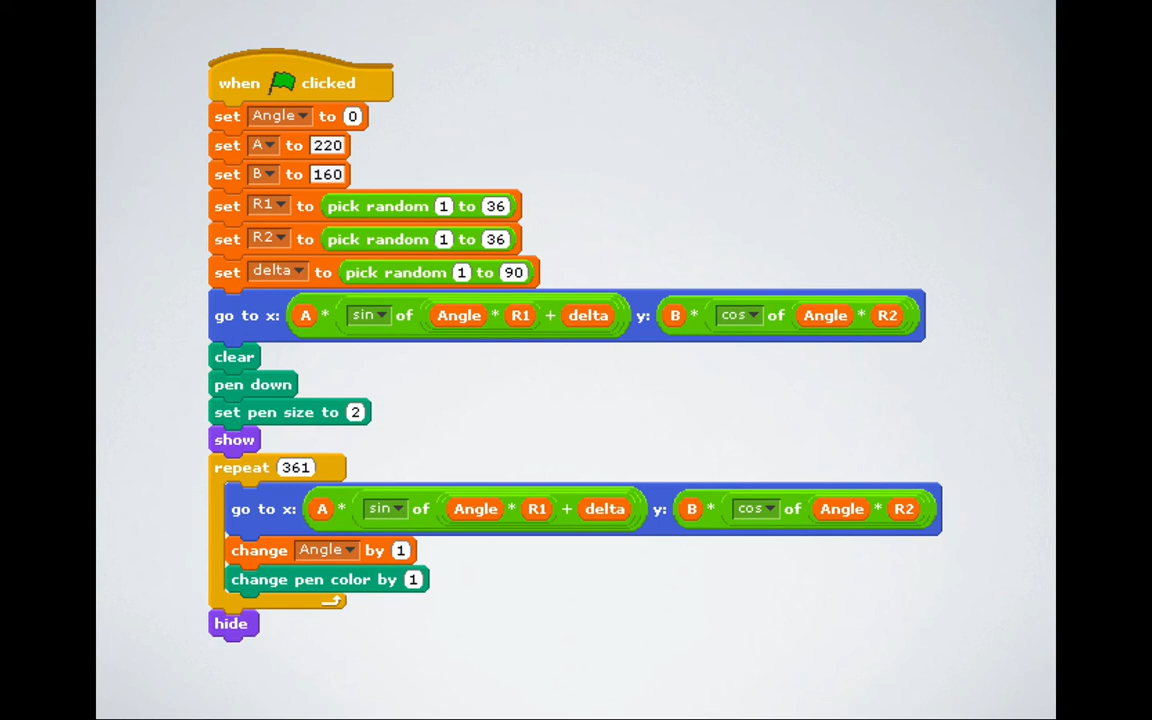 when clicked
set Angle to 0
set A to 220
set B to 160
set R1 to pick random 1 to 36
set R2 to pick random 1 to 36
set delta to pick random 1 to 90
go to x: A * sin of Angle * R1 + delta y: B * cos of Angle * R2
clear
pen down
set pen size to 2
show
repeat 361
go to x: A * sin of Angle * R1 + delta y: B * cos of Angle * R2
change Angle by 1
change pen color by 1
hide